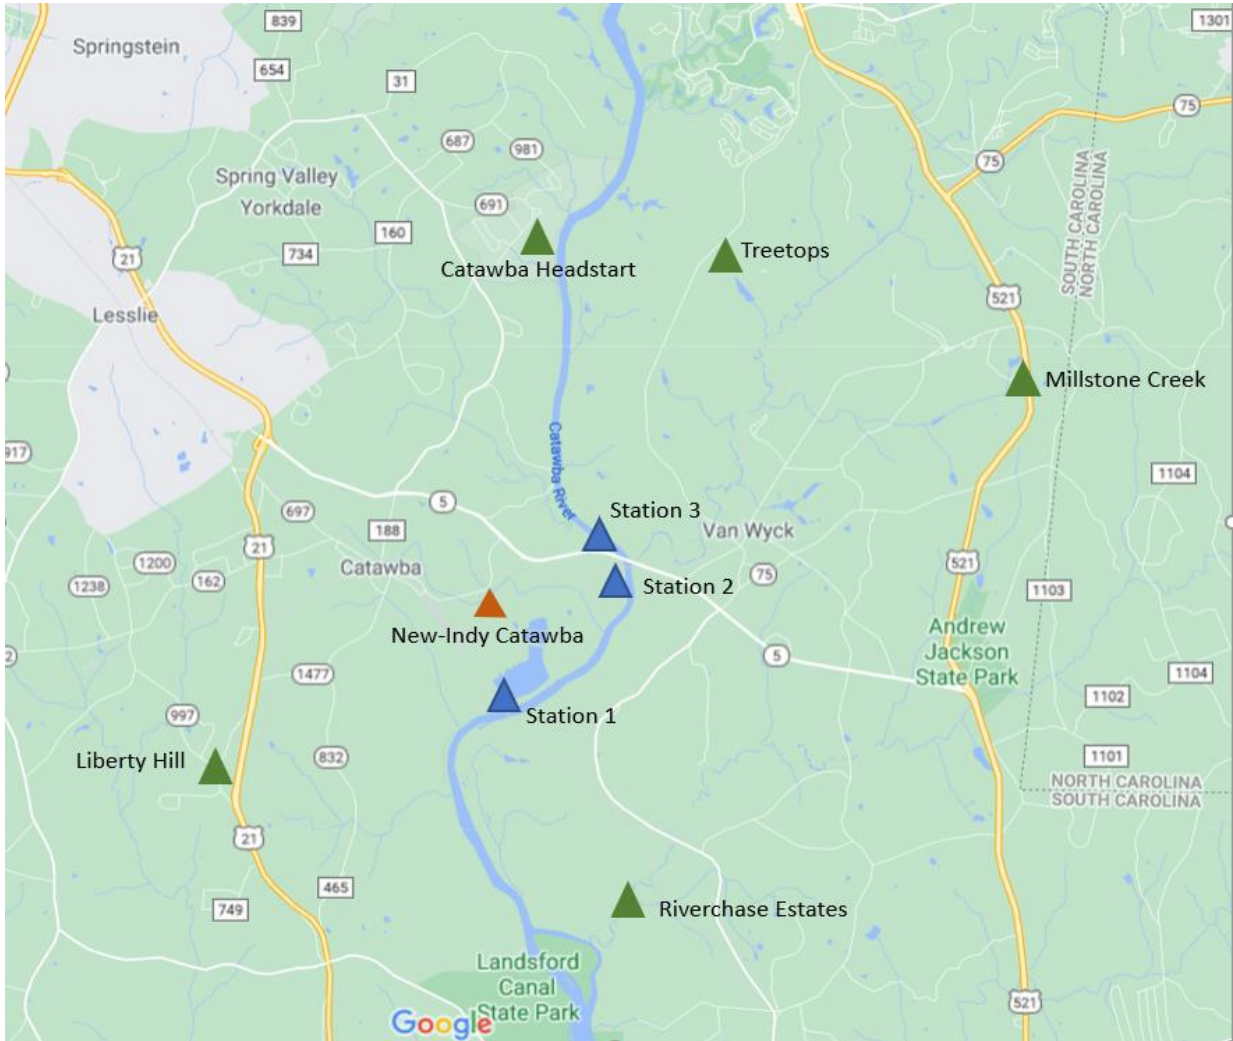 839
1301
Springstein
654
31
75
687
981
75
Spring Valley
Yorkdale
691
160
734
SOUTH CAROLINA
NORTH CAROLINA
21
Catawba Headstart
Treetops
521
Lesslie
Millstone Creek
917
Catawba River
1104
5
697
Station 3
188
Van Wyck
21
1200
Catawba
162
1238
75
521
Station 2
1103
New-Indy Catawba
Andrew
Jackson
State Park
2
5
1477
1104
1102
997
Station 1
832
Liberty Hill
1101
NORTH CAROLINA
SOUTH CAROLINA
21
465
749
Riverchase Estates
Landsford
Canal
State Park
521
Google